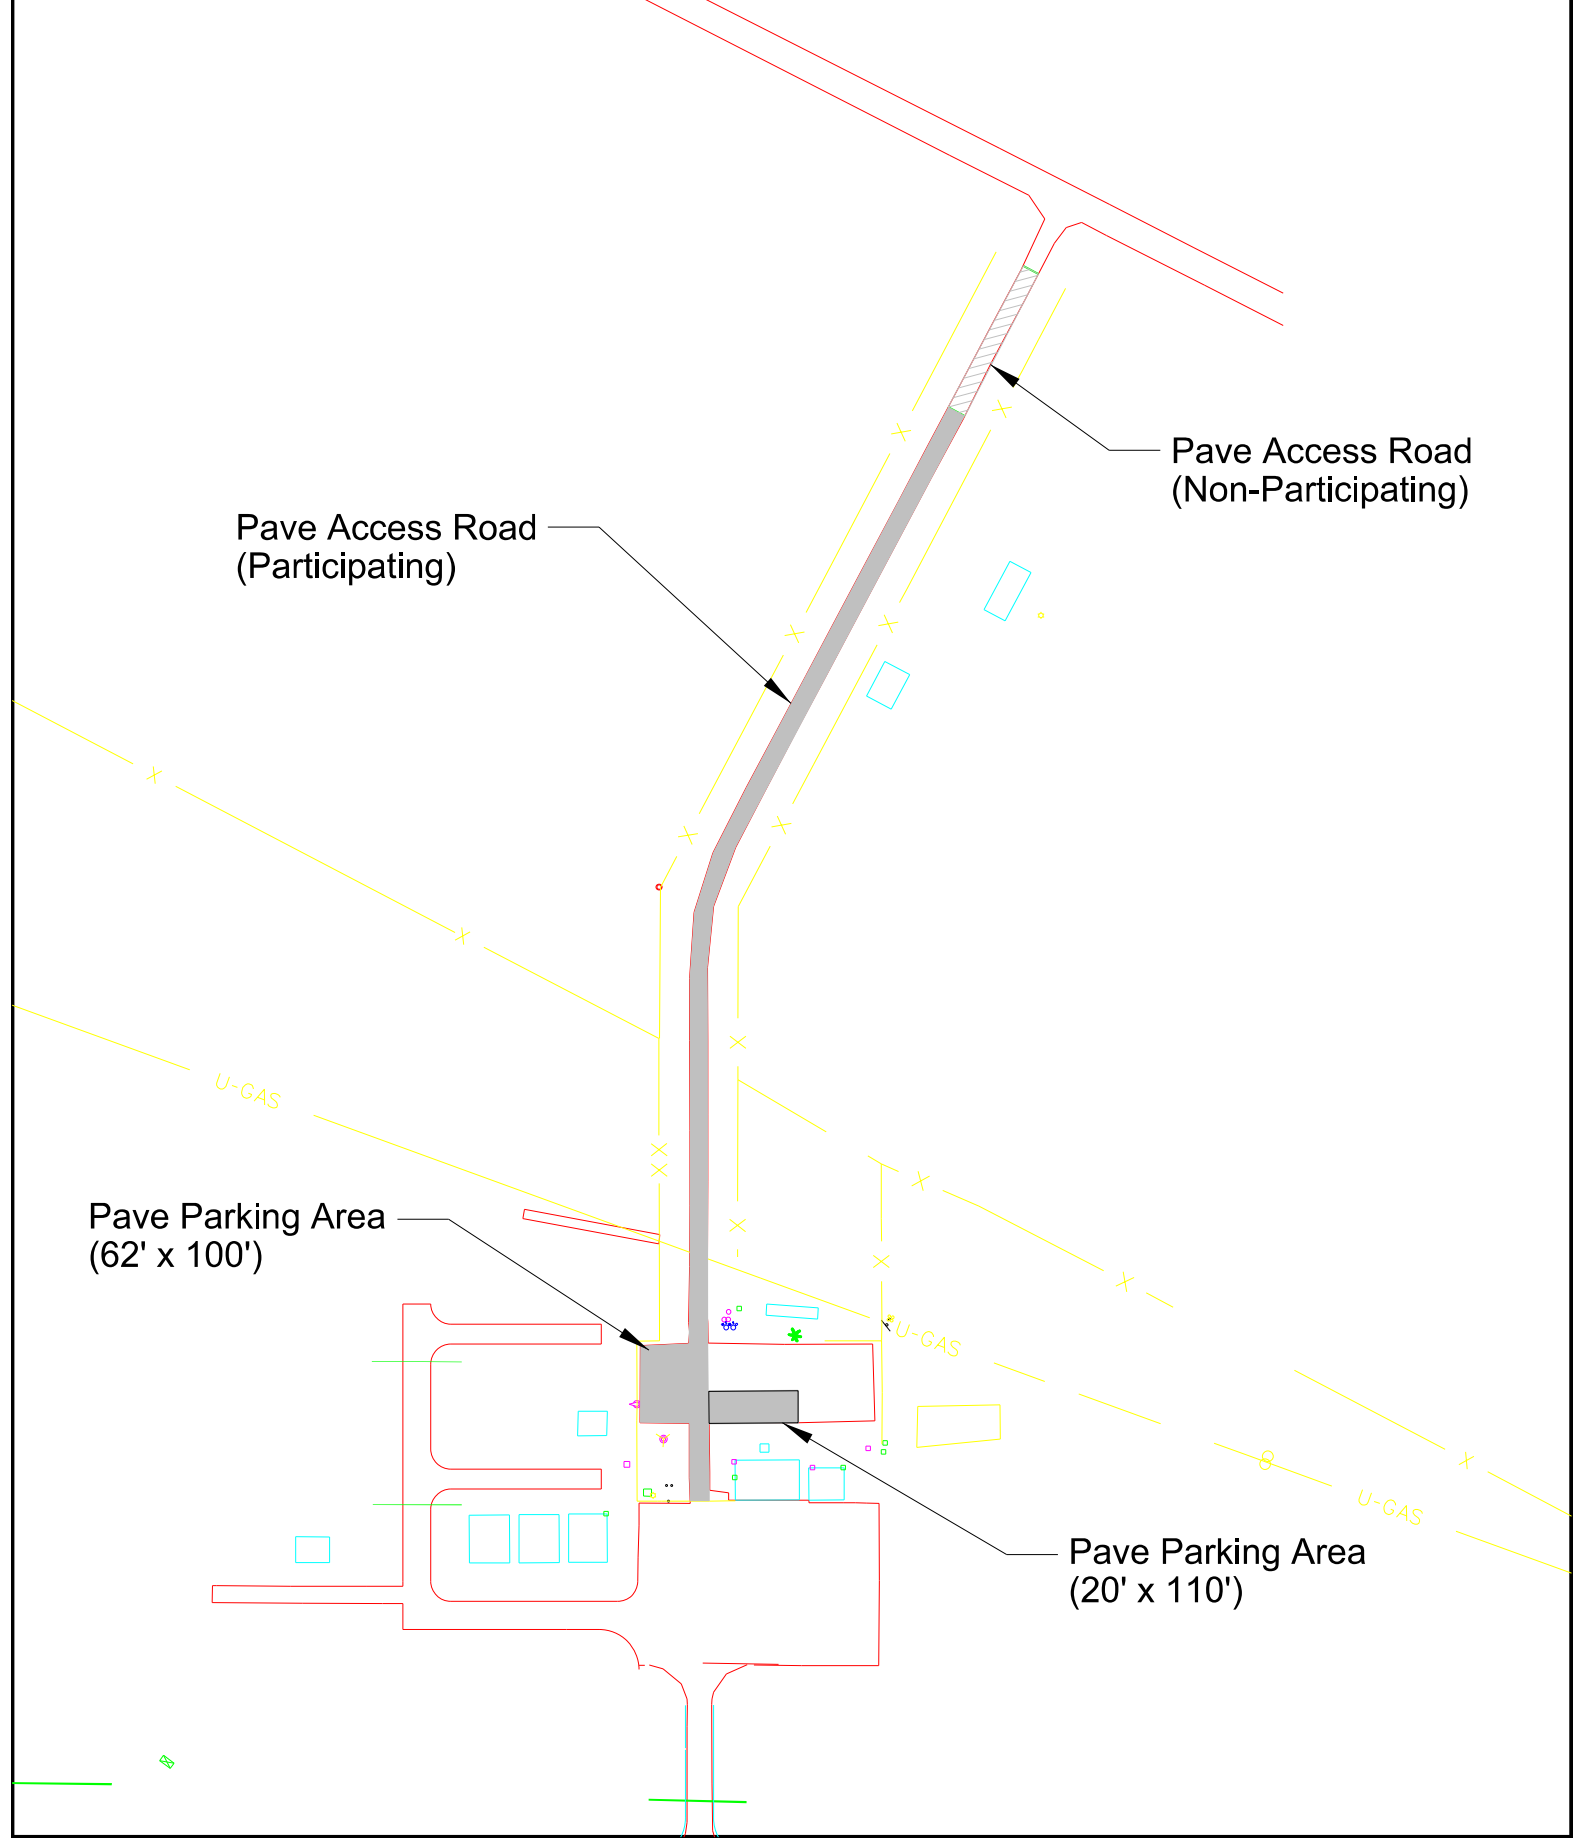 Pave Access Road
(Non-Participating)
Pave Access Road
(Participating)
X
X
X
X
X
X
X
X
X
X
U-GAS
X
X
X
Pave Parking Area
(62' x 100')
X
X
X
X
U-GAS
X
U-GAS
Pave Parking Area
(20' x 110')